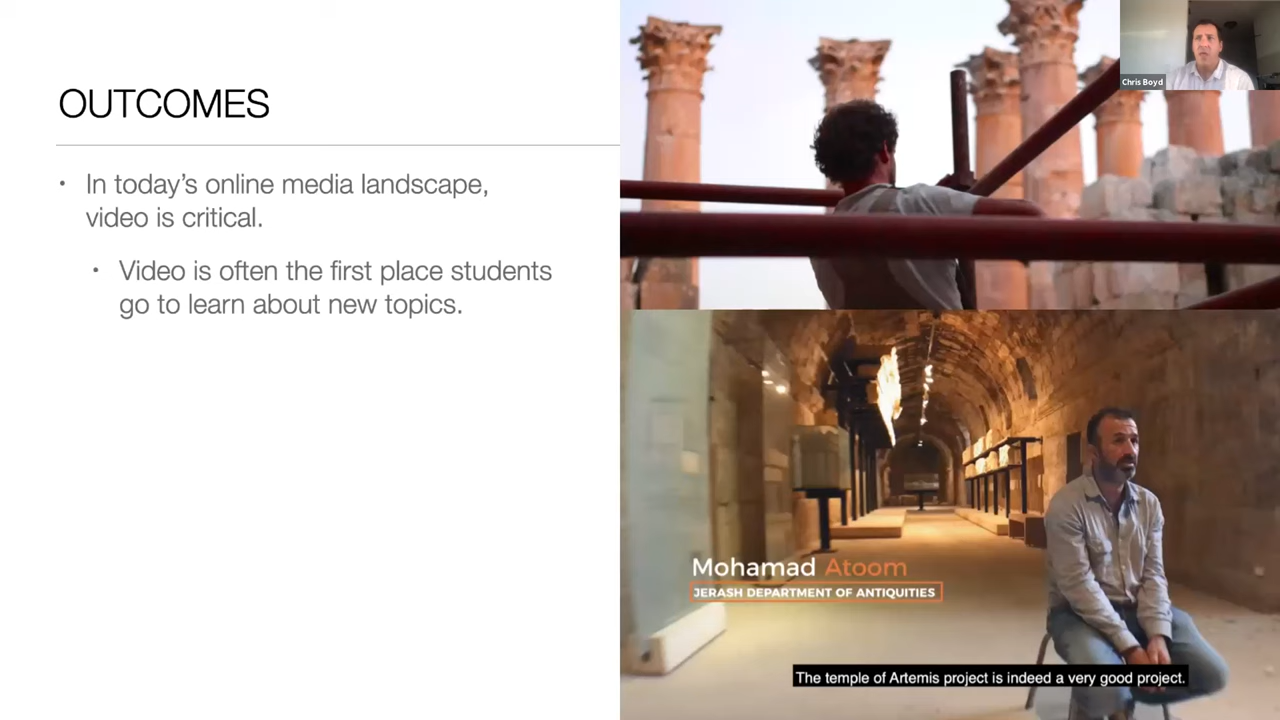 OUTCOMES
• In today's online media landscape,
video is critical.
• Video is often the first place students
go to learn about new topics.
Chris Boyd
Mohamad Atoom
JERASH DEPARTMENT OF ANTIQUITIES
The temple of Artemis project is indeed a very good project.